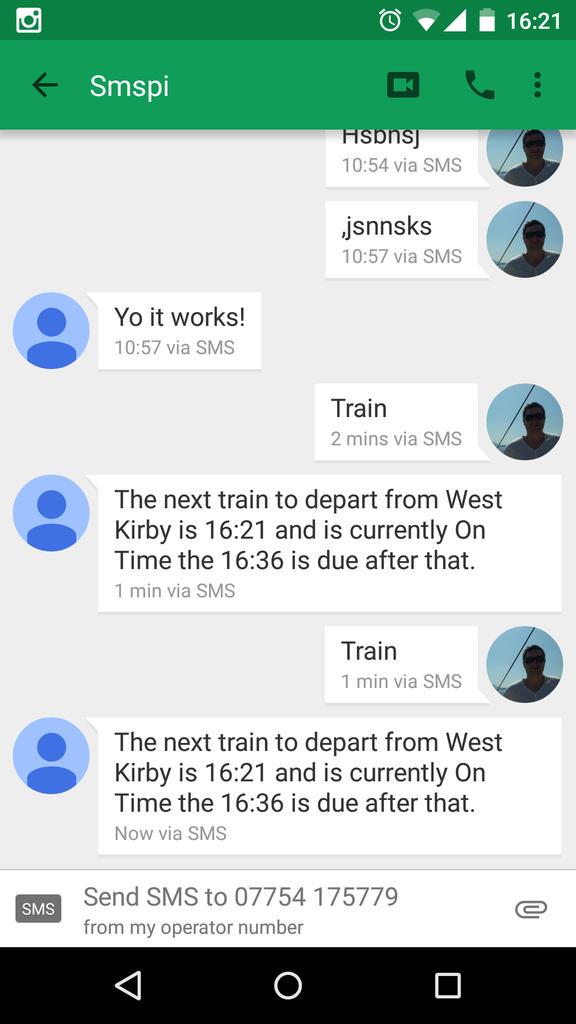 16:21
Smspi
Hsbnsj
10:54 via SMS
,jsnnsks
10:57 via SMS
Yo it works!
10:57 via SMS
Train
2 mins via SMS
The next train to depart from West
Kirby is 16:21 and is currently On
Time the 16:36 is due after that.
1 min via SMS
Train
1 min via SMS
The next train to depart from West
Kirby is 16:21 and is currently On
Time the 16:36 is due after that.
Now via SMS
SMS
Send SMS to 07754 175779
from my operator number